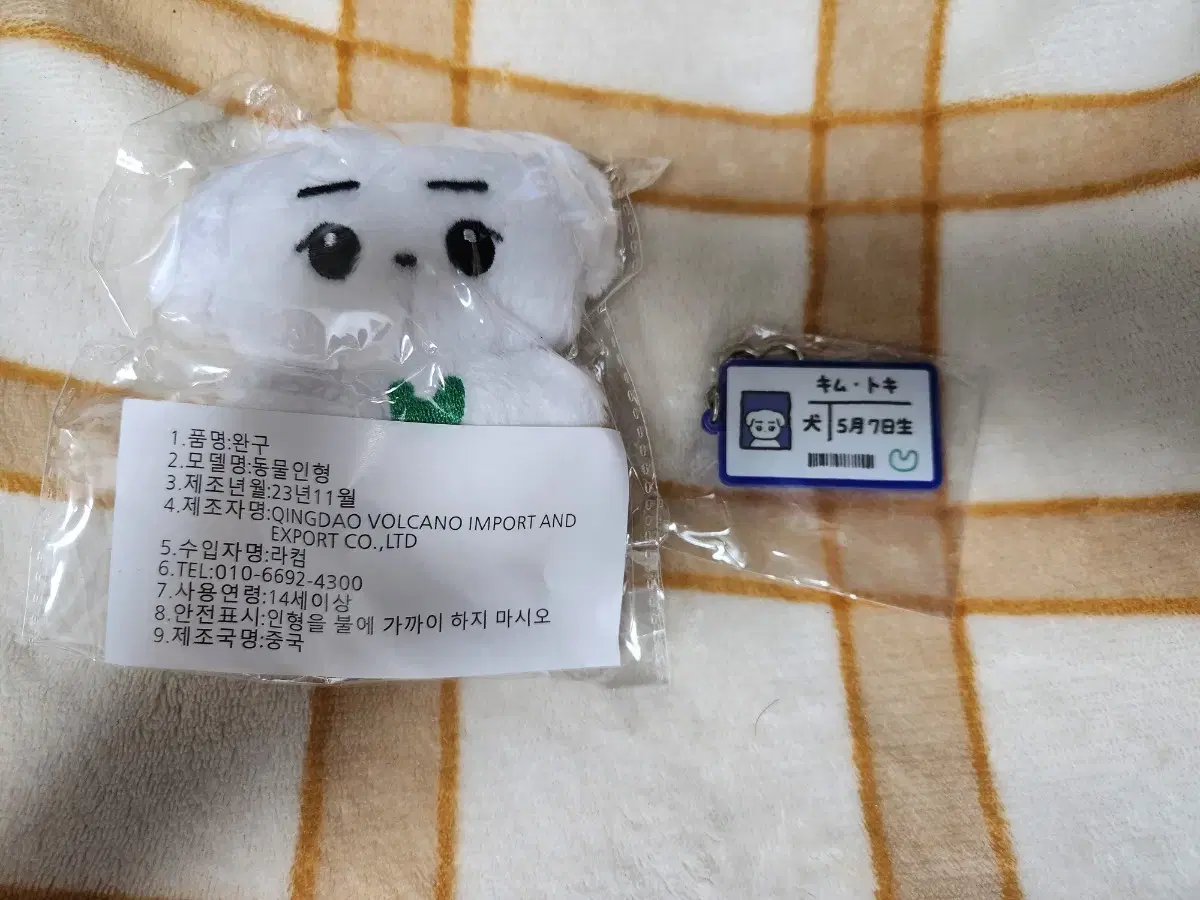 1.품명:완구
2.모델명:동물인형
3.제조년월:23년11월
4.제조자명:QINGDAO VOLCANO IMPORT AND
EXPORT CO.,LTD
5.수입자명:라컴
6.TEL:010-6692-4300
7.사용연령:14세이상
8.안전표시:인형을 불에 가까이 하지 마시오
9.제조국명:중국
キム・トキ
犬 5月7日生